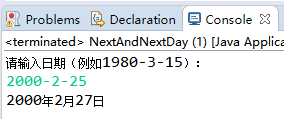 Problems Declaration Console
<terminated> NextAndNextDay (1) [Java Applica
请输入日期（例如1980-3-15）：
2000-2-25
2000年2月27日